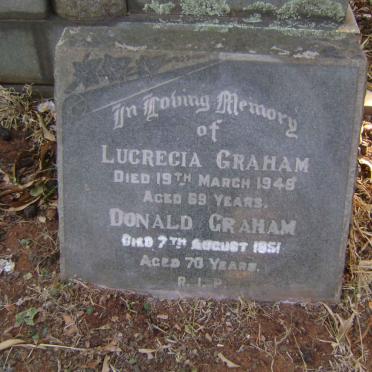 In Loving Memory
of
LUCRECIA GRAHAM
DIED 19TH MARCH 1948
AGED 69 YEARS.
DONALD GRAHAM
DIED 7TH AUGUST 1951
AGED 70 YEARS.
R.I.P.